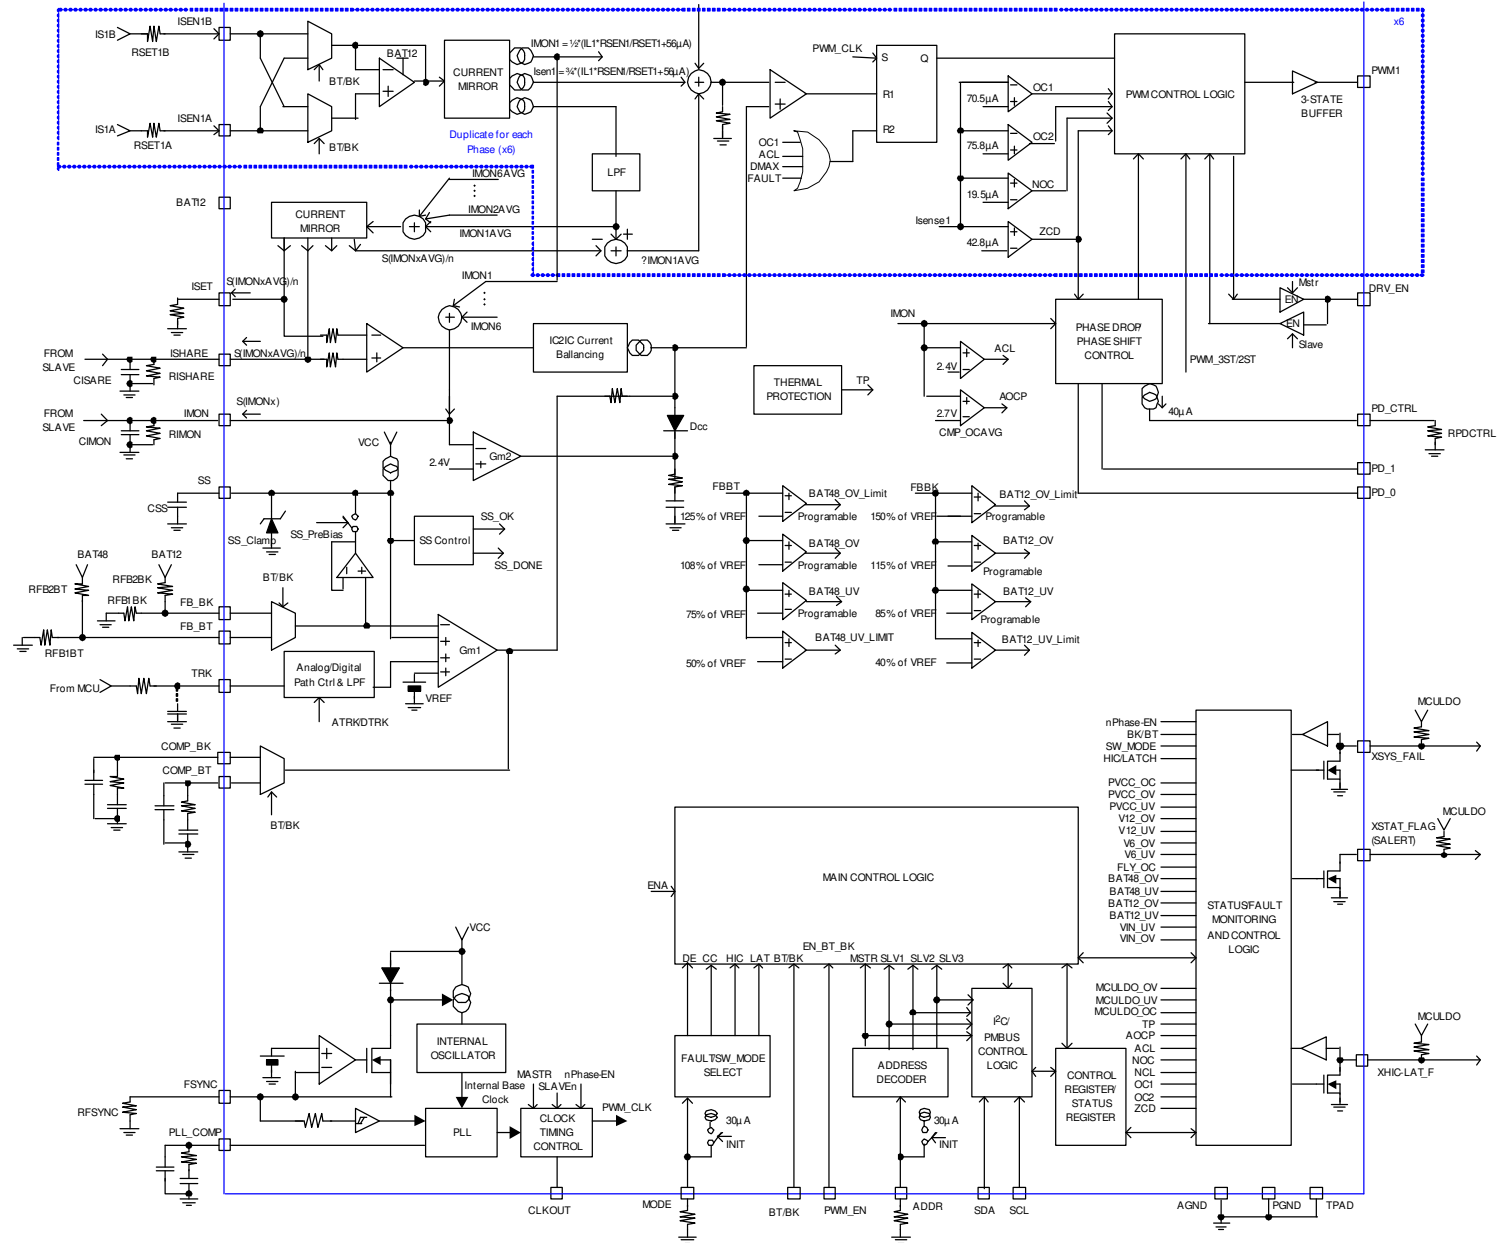 x6
ISEN1B
IS1B
RSET1B
BAT12
BT/BK
CURRENT
MIRROR
IMON1 = ½*(IL1*RSEN1/RSET1+56µA)
Isen1 = ¾*(IL1*RSEN1/RSET1+56µA)
ISEN1A
IS1A
RSET1A
BT/BK
Duplicate for each
Phase (x6)
LPF
PWM_CLK
S
Q
R1
R2
OC1
ACL
DMAX
FAULT
70.5µA
OC1
75.8µA
OC2
19.5µA
NOC
Isense1
42.8µA
ZCD
PWM CONTROL LOGIC
3-STATE
BUFFER
PWM1
BAT12
CURRENT
MIRROR
IMON6AVG
IMON2AVG
IMON1AVG
S(IMONxAVG)/n
?IMON1AVG
ISET
S(IMONxAVG)/n
IMON1
IMON6
FROM
SLAVE
CISARE
RISHARE
ISHARE
S(IMONxAVG)/n
IC2IC Current
Ballancing
FROM
SLAVE
CIMON
RIMON
IMON
S(IMONx)
THERMAL
PROTECTION
TP
IMON
2.4V
ACL
2.7V
AOCP
CMP_OCAVG
PHASE DROP/
PHASE SHIFT
CONTROL
40µA
PWM_3ST/2ST
Mstr
EN
EN
Slave
DRV_EN
PD_CTRL
RPDCTRL
PD_1
PD_0
VCC
2.4V
Gm2
Dcc
SS
CSS
SS_Clamp
SS_PreBias
SS Control
SS_OK
SS_DONE
FBBT
BAT48_OV_Limit
125% of VREF
Programable
BAT48_OV
108% of VREF
BAT48_UV
75% of VREF
Programable
BAT48_UV_LIMIT
50% of VREF
FBBK
BAT12_OV_Limit
150% of VREF
Programable
BAT12_OV
115% of VREF
Programable
BAT12_UV
85% of VREF
Programable
BAT12_UV_Limit
40% of VREF
BAT48
BAT12
RFB2BT
RFB2BK
RFB1BK
FB_BK
FB_BT
RFB1BT
BT/BK
Gm1
VREF
From MCU
TRK
Analog/Digital
Path Ctrl & LPF
ATRK/DTRK
COMP_BK
COMP_BT
BT/BK
nPhase-EN
BK/BT
SW_MODE
HIC/LATCH
PVCC_OC
PVCC_OV
PVCC_UV
V12_OV
V12_UV
V6_OV
V6_UV
FLY_OC
BAT48_OV
BAT48_UV
BAT12_OV
BAT12_UV
VIN_UV
VIN_OV
MCULDO_OV
MCULDO_UV
MCULDO_OC
TP
AOCP
ACL
NOC
NCL
OC1
OC2
ZCD
STATUS/FAULT
MONITORING
AND CONTROL
LOGIC
MCULDO
XSYS_FAIL
MCULDO
XSTAT_FLAG
(SALERT)
MCULDO
XHIC-LAT_F
ENA
MAIN CONTROL LOGIC
EN_BT_BK
DE CC HIC LAT BT/BK
MSTR SLV1 SLV2 SLV3
FAULT/SW_MODE
SELECT
ADDRESS
DECODER
I²C/
PMBUS
CONTROL
LOGIC
CONTROL
REGISTER/
STATUS
REGISTER
30µA
INIT
30µA
INIT
VCC
INTERNAL
OSCILLATOR
Internal Base
Clock
FSYNC
RFSYNC
PLL_COMP
PLL
MASTR
SLAVEn
nPhase-EN
CLOCK
TIMING
CONTROL
PWM_CLK
CLKOUT
MODE
BT/BK
PWM_EN
ADDR
SDA
SCL
AGND
PGND
TPAD